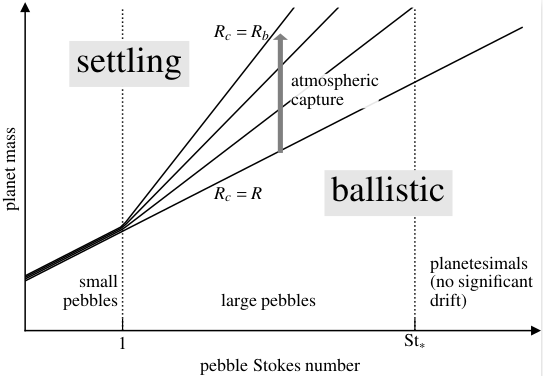 R_c = R_b
settling
atmospheric
capture
planet mass
R_c = R
ballistic
small
pebbles
large pebbles
planetesimals
(no significant
drift)
1
St_*
pebble Stokes number